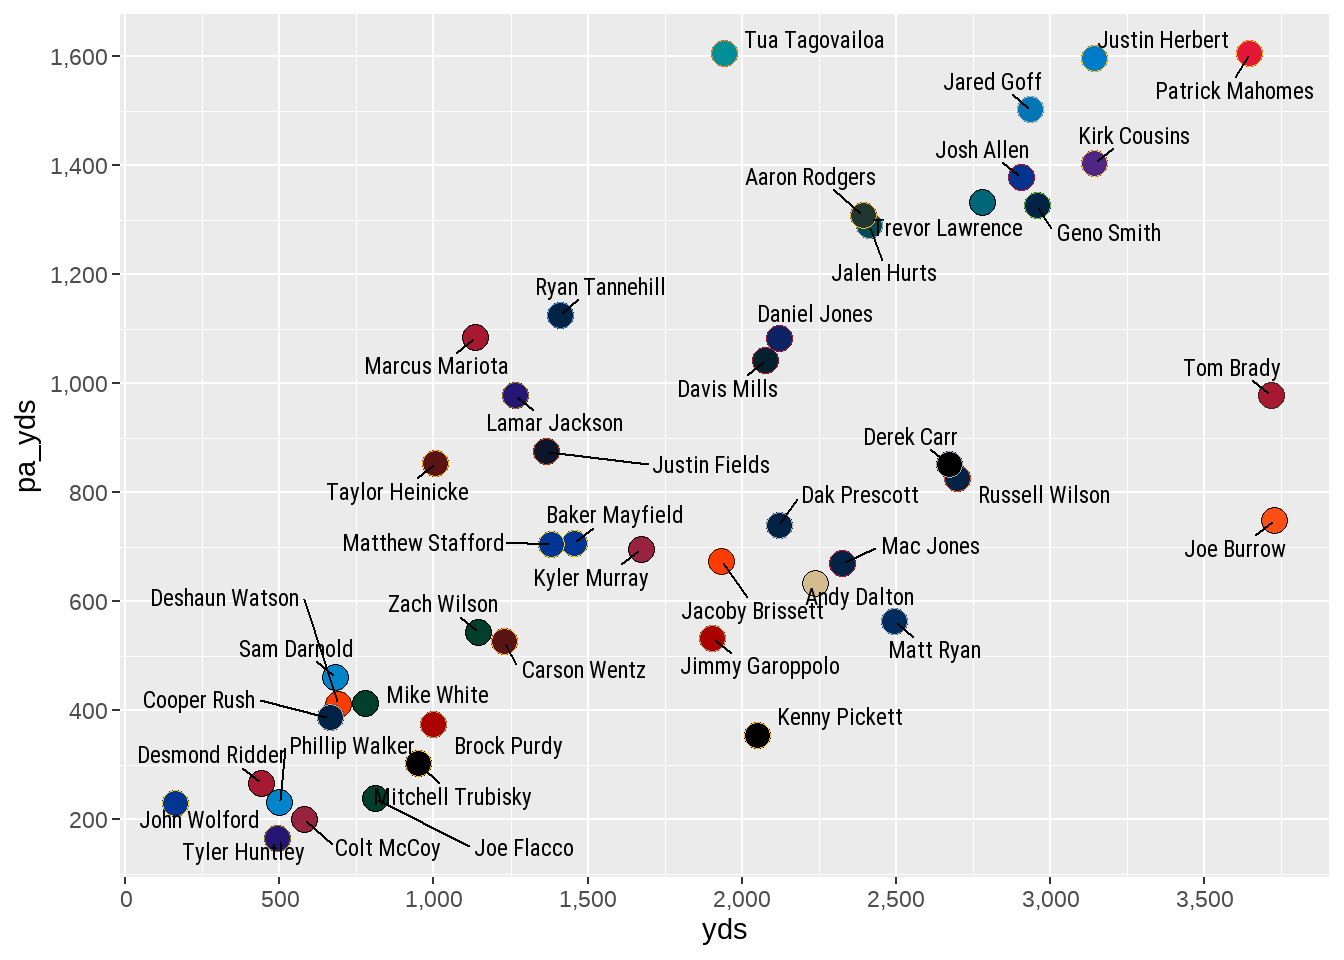 Tua Tagovailoa
Justin Herbert
1,600
Jared Goff
Patrick Mahomes
Kirk Cousins
Josh Allen
1,400
Aaron Rodgers
Trevor Lawrence
Geno Smith
1,200
Jalen Hurts
Ryan Tannehill
Daniel Jones
Marcus Mariota
Tom Brady
1,000
Davis Mills
Lamar Jackson
Derek Carr
pa_yds
Justin Fields
Taylor Heinicke
800
Dak Prescott
Russell Wilson
Baker Mayfield
Matthew Stafford
Mac Jones
Joe Burrow
Kyler Murray
Deshaun Watson
600
Zach Wilson
Jacoby Brissett
Andy Dalton
Sam Darnold
Matt Ryan
Carson Wentz
Jimmy Garoppolo
Cooper Rush
Mike White
400
Kenny Pickett
Desmond Ridder
Phillip Walker
Brock Purdy
Mitchell Trubisky
200
John Wolford
Tyler Huntley
Colt McCoy
Joe Flacco
0
500
1,000
1,500
2,000
2,500
3,000
3,500
yds